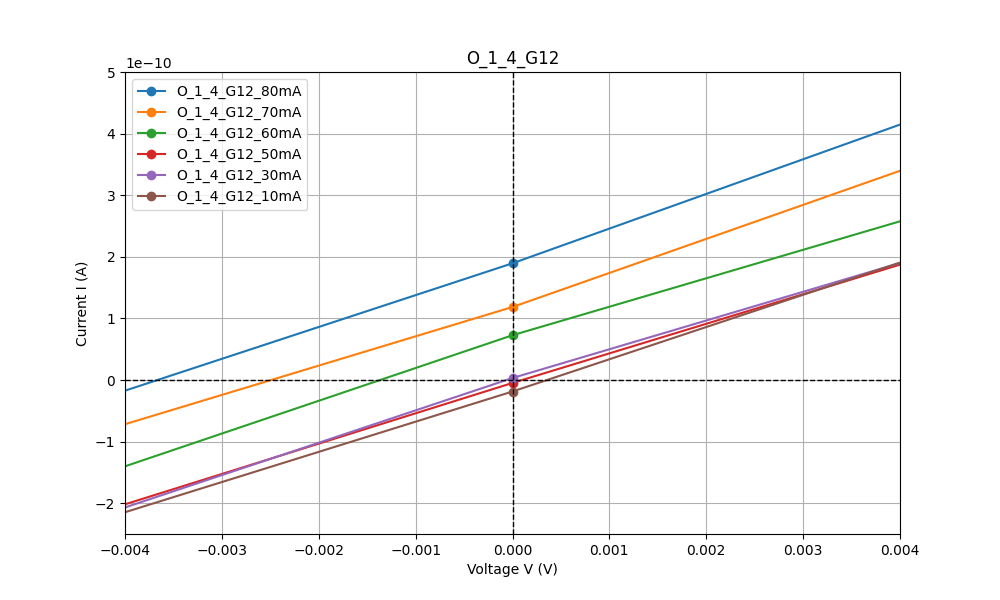 O_1_4_G12
1e−10
5
4
3
2
1
0
−1
−2
O_1_4_G12_80mA
O_1_4_G12_70mA
O_1_4_G12_60mA
O_1_4_G12_50mA
O_1_4_G12_30mA
O_1_4_G12_10mA
Current I (A)
−0.004 −0.003 −0.002 −0.001 0.000 0.001 0.002 0.003 0.004
Voltage V (V)